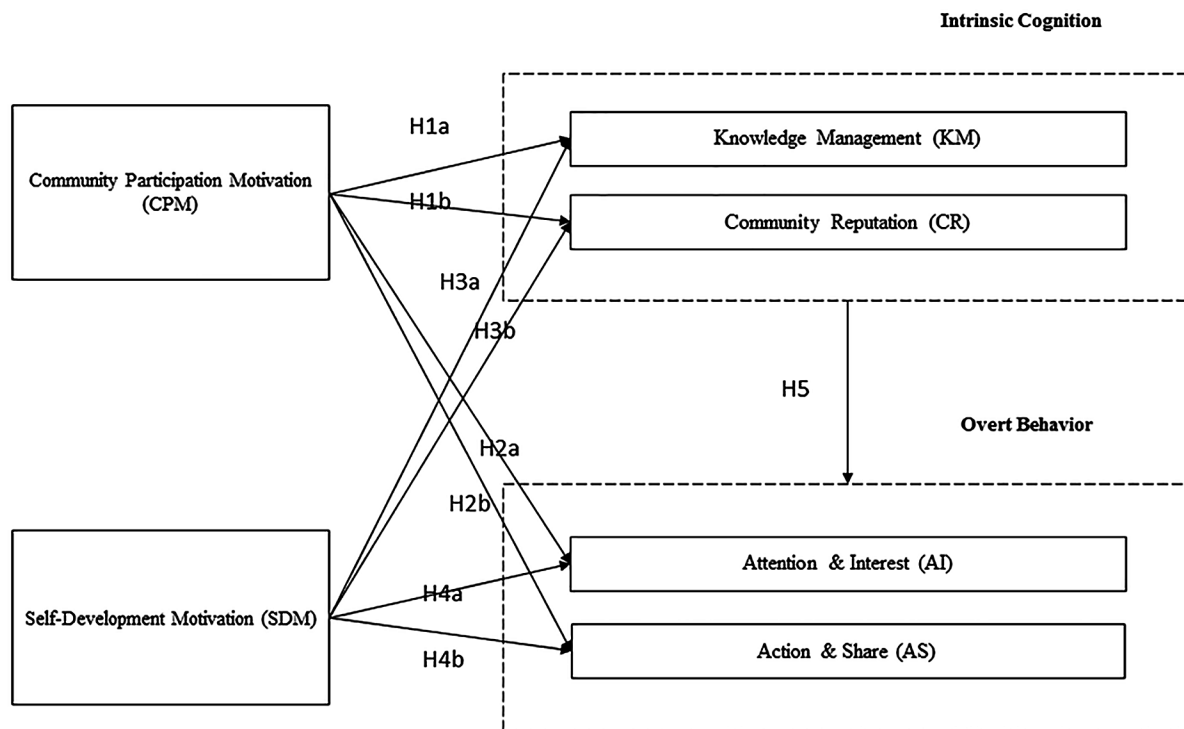 Intrinsic Cognition
H1a
Knowledge Management (KM)
Community Participation Motivation
(CPM)
H1b
Community Reputation (CR)
H3a
H3b
H5
Overt Behavior
H2a
H2b
Attention & Interest (AI)
H4a
Self-Development Motivation (SDM)
Action & Share (AS)
H4b